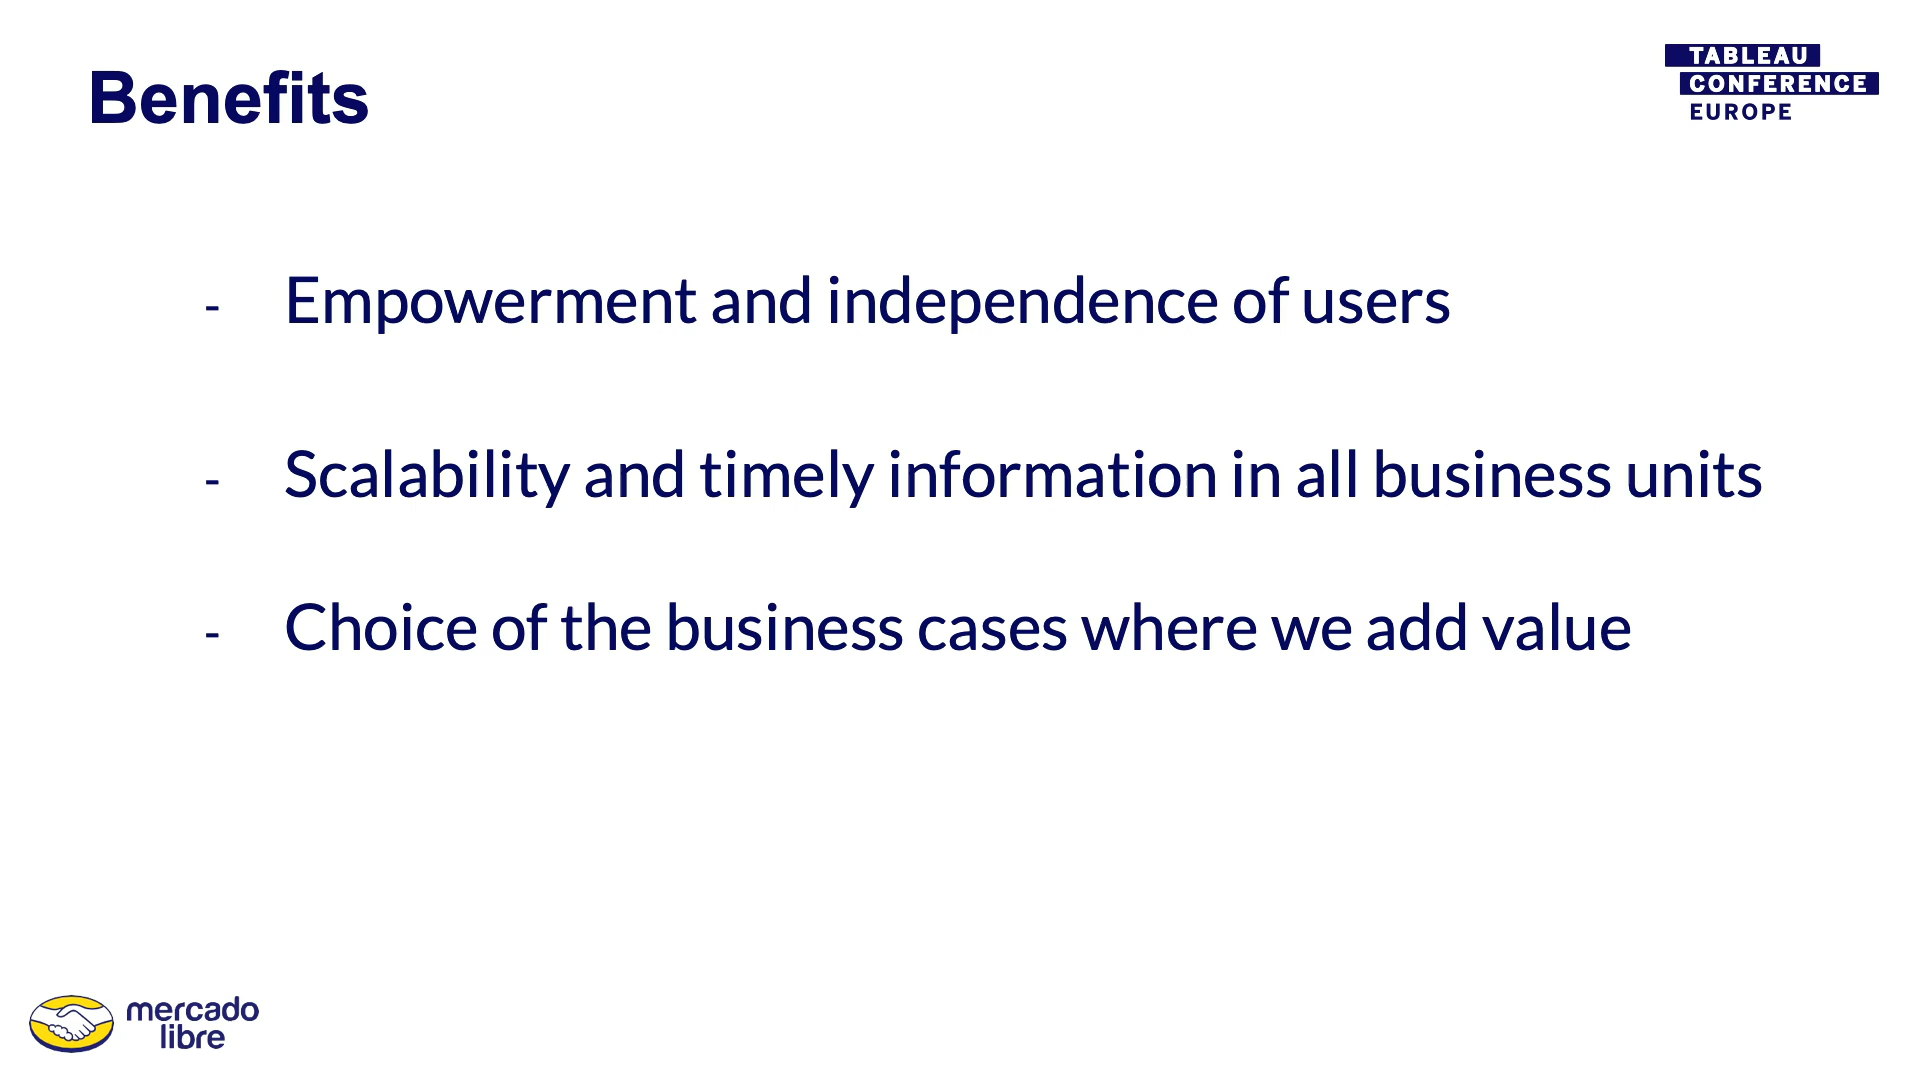 Benefits
TABLEAU
CONFERENCE
EUROPE
- Empowerment and independence of users
- Scalability and timely information in all business units
- Choice of the business cases where we add value
mercado
libre